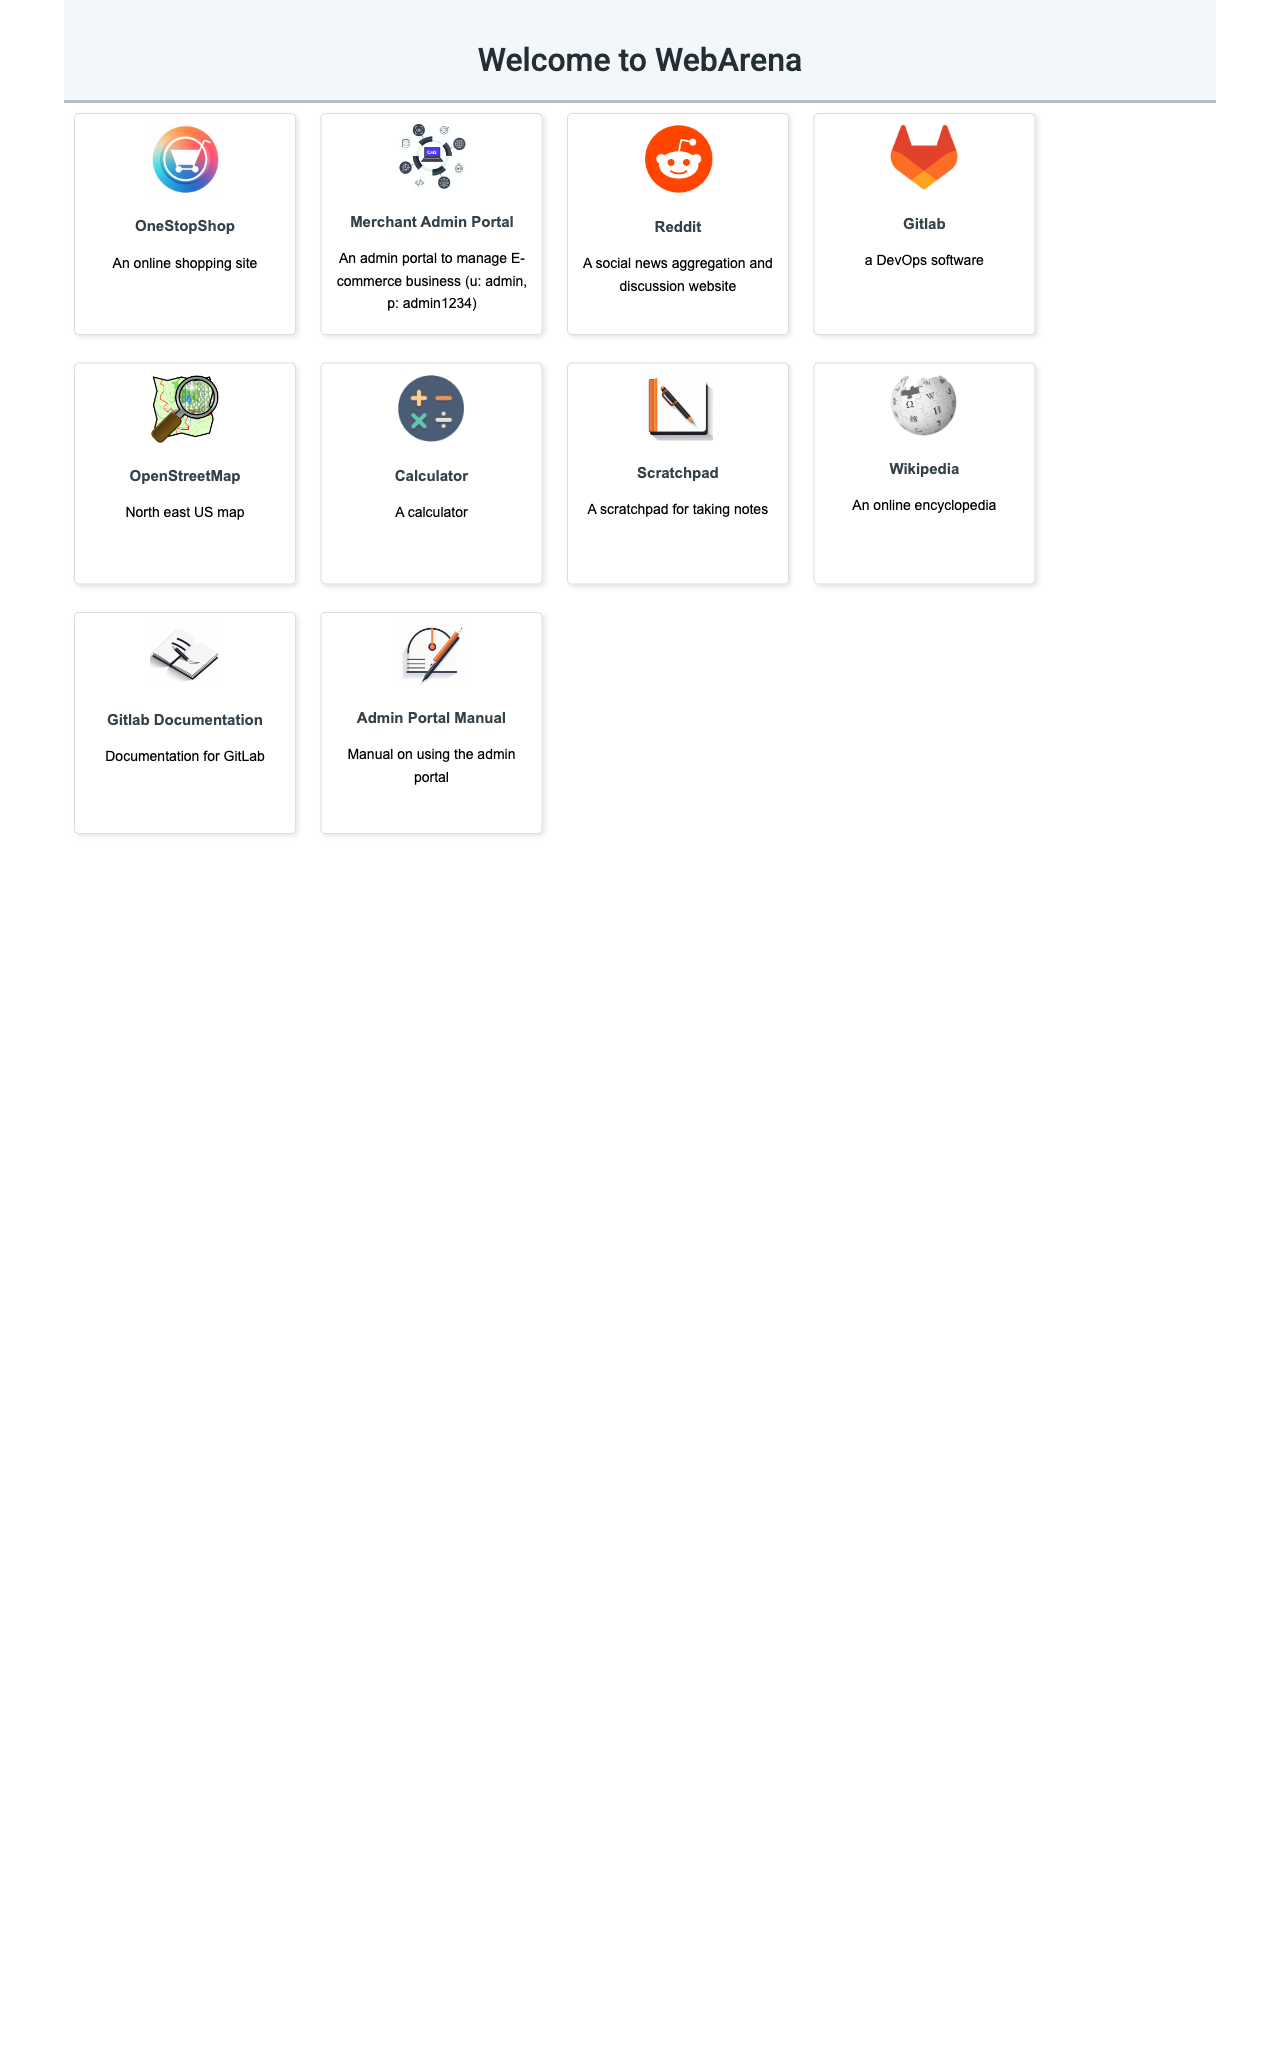 Welcome to WebArena
OneStopShop
An online shopping site
Merchant Admin Portal
An admin portal to manage E-
commerce business (u: admin,
p: admin1234)
Reddit
A social news aggregation and
discussion website
Gitlab
a DevOps software
OpenStreetMap
North east US map
Calculator
A calculator
Scratchpad
A scratchpad for taking notes
Wikipedia
An online encyclopedia
Gitlab Documentation
Documentation for GitLab
Admin Portal Manual
Manual on using the admin
portal